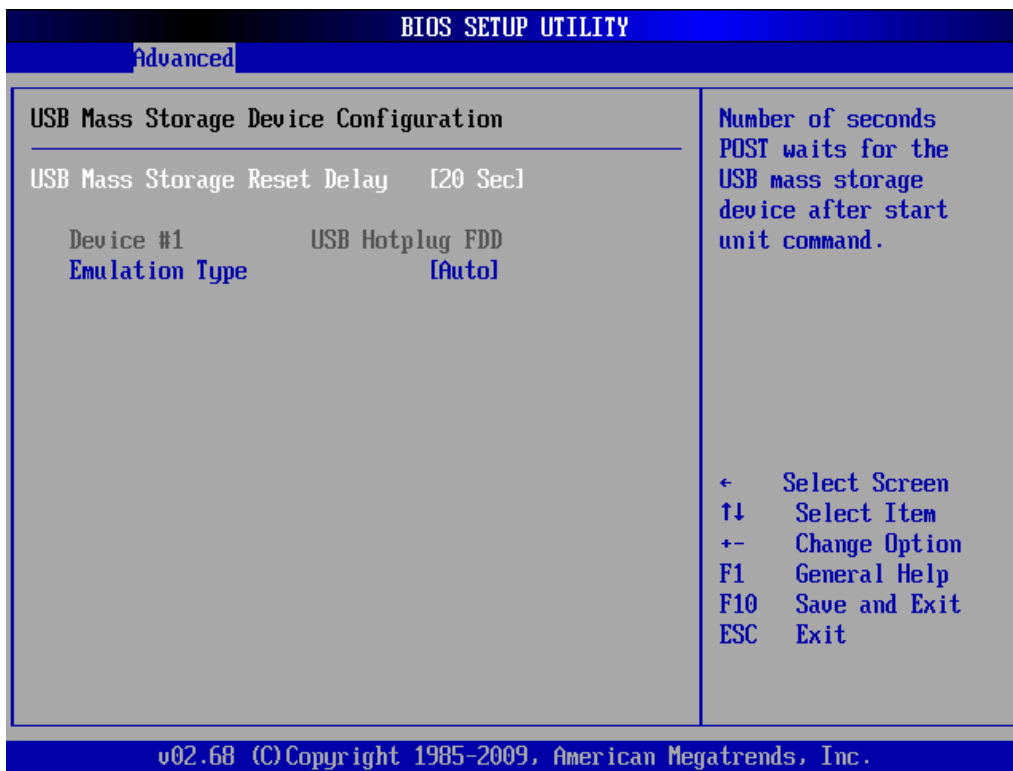 BIOS SETUP UTILITY
Advanced
USB Mass Storage Device Configuration
USB Mass Storage Reset Delay [20 Sec]
Device #1 USB Hotplug FDD
Emulation Type [Auto]
Number of seconds
POST waits for the
USB mass storage
device after start
unit command.
← Select Screen
↑↓ Select Item
+- Change Option
F1 General Help
F10 Save and Exit
ESC Exit
v02.68 (C)Copyright 1985-2009, American Megatrends, Inc.